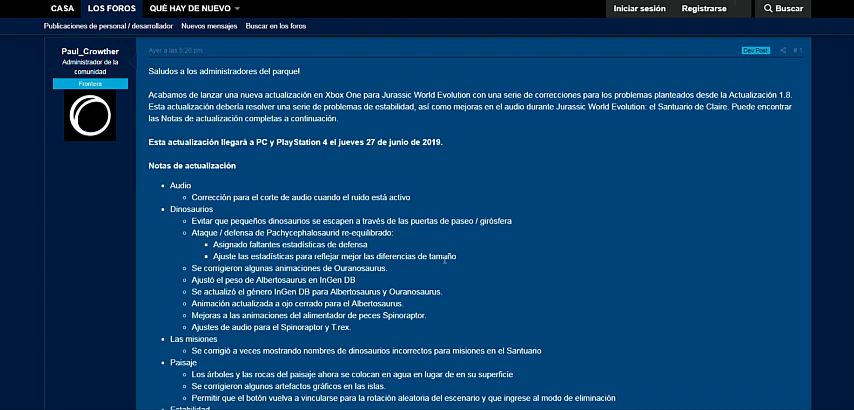 CASA LOS FOROS QUÉ HAY DE NUEVO Iniciar sesión Registrarse Buscar
Publicaciones de personal / desarrollador Nuevos mensajes Buscar en los foros
Paul_Crowther
Administrador de la
comunidad
Frontera
Ayer a las 5:26 pm Dev Post # 1
Saludos a los administradores del parque!
Acabamos de lanzar una nueva actualización en Xbox One para Jurassic World Evolution con una serie de correcciones para los problemas planteados desde la Actualización 1.8.
Esta actualización debería resolver una serie de problemas de estabilidad, así como mejoras en el audio durante Jurassic World Evolution: el Santuario de Claire. Puede encontrar
las Notas de actualización completas a continuación.
Esta actualización llegará a PC y PlayStation 4 el jueves 27 de junio de 2019.
Notas de actualización
Audio
Corrección para el corte de audio cuando el ruido está activo
Dinosaurios
Evitar que pequeños dinosaurios se escapen a través de las puertas de paseo / girósfera
Ataque / defensa de Pachycephalosaurid re-equilibrado:
Asignado faltantes estadísticas de defensa
Ajuste las estadísticas para reflejar mejor las diferencias de tamaño
Se corrigieron algunas animaciones de Ouranosaurus.
Ajustó el peso de Albertosaurus en InGen DB
Se actualizó el género InGen DB para Albertosaurus y Ouranosaurus.
Animación actualizada a ojo cerrado para el Albertosaurus.
Mejoras a las animaciones del alimentador de peces Spinoraptor.
Ajustes de audio para el Spinoraptor y T.rex.
Las misiones
Se corrigió a veces mostrando nombres de dinosaurios incorrectos para misiones en el Santuario
Paisaje
Los árboles y las rocas del paisaje ahora se colocan en agua en lugar de en su superficie
Se corrigieron algunos artefactos gráficos en las islas.
Permitir que el botón vuelva a vincularse para la rotación aleatoria del escenario y que ingrese al modo de eliminación
Estabilidad